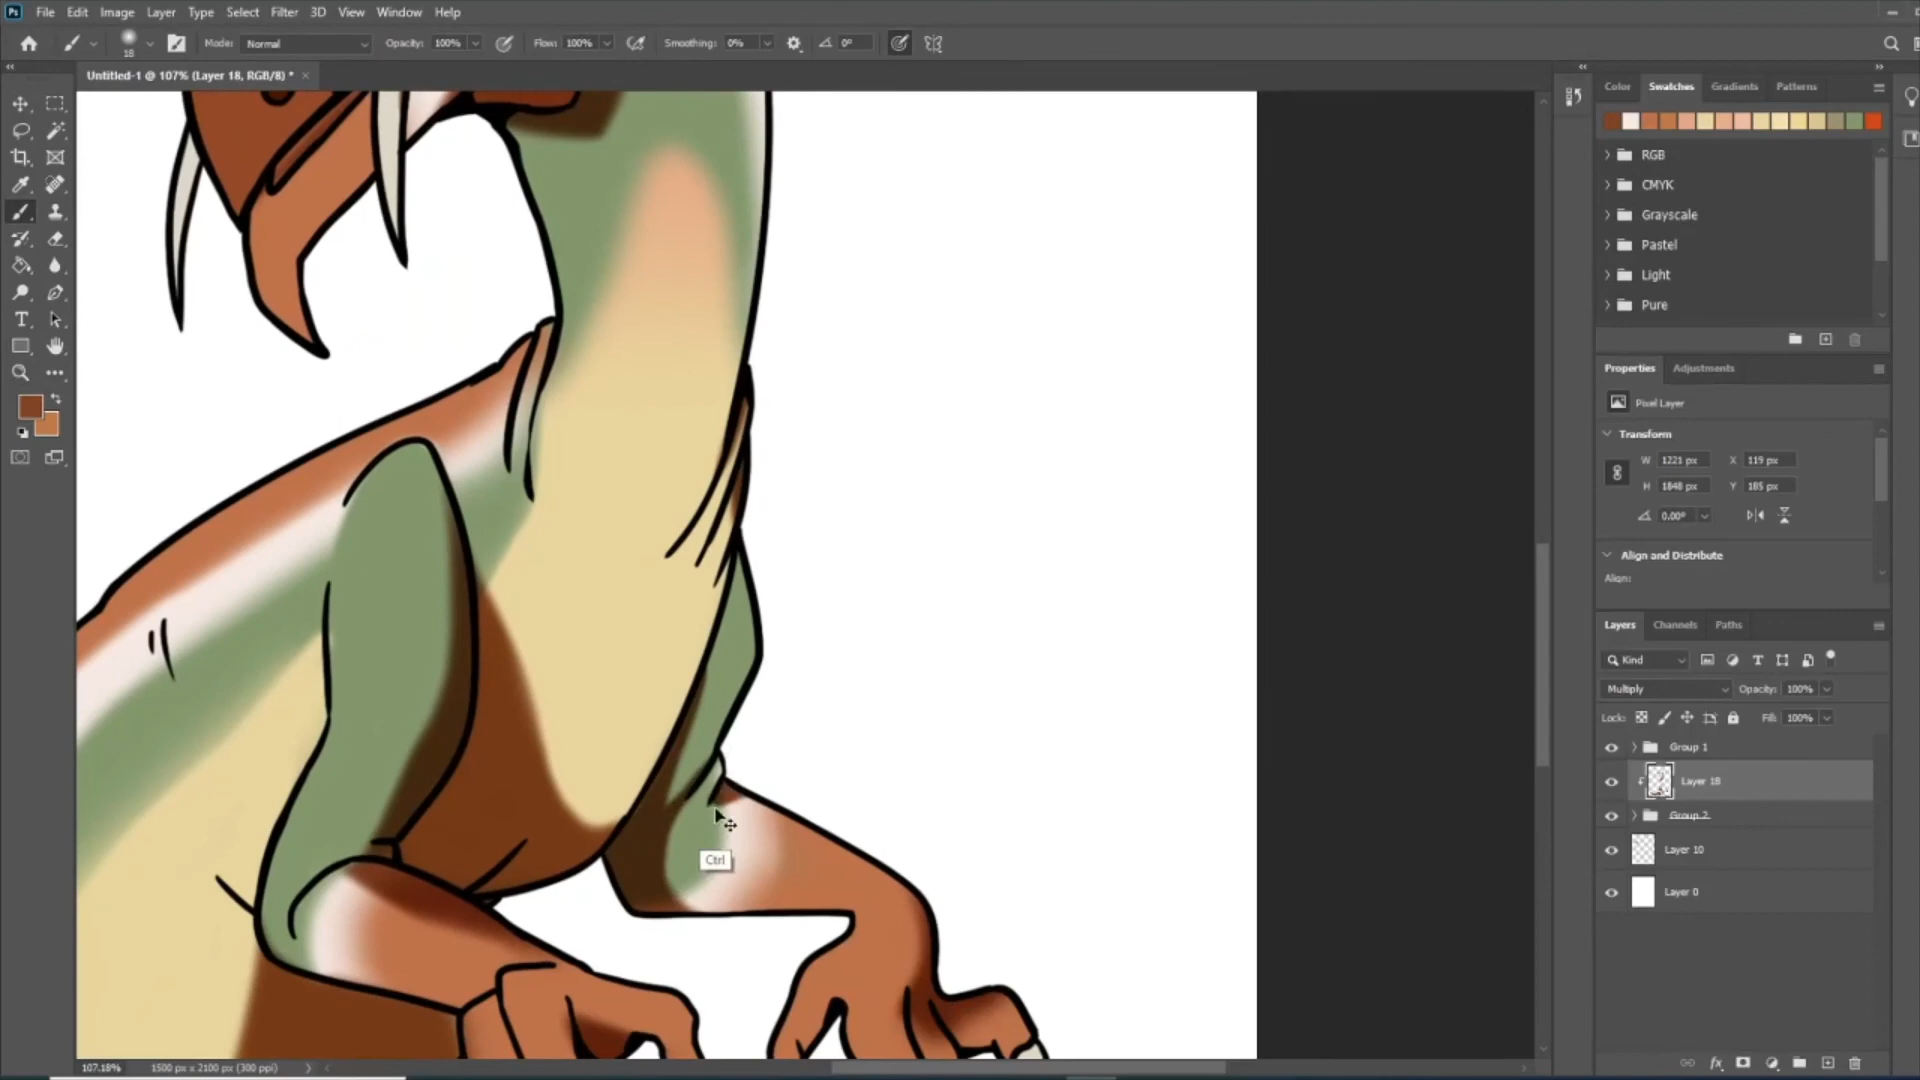 Ps File Edit Image Layer Type Select Filter 3D View Window Help
18 Mode: Normal Opacity: 100% Flow: 100% Smoothing: 0% 0°
Untitled-1 @ 107% (Layer 18, RGB/8) * ×
Color Swatches Gradients Patterns
RGB
CMYK
Grayscale
Pastel
Light
Pure
Properties Adjustments
Pixel Layer
Transform
W 1221 px X 119 px
H 1848 px Y 185 px
0.00°
Align and Distribute
Align:
Layers Channels Paths
Kind
Multiply Opacity: 100%
Lock: Fill: 100%
Group 1
Layer 18
Group 2
Layer 10
Layer 0
Ctrl
107.18% 1500 px x 2100 px (300 ppi)